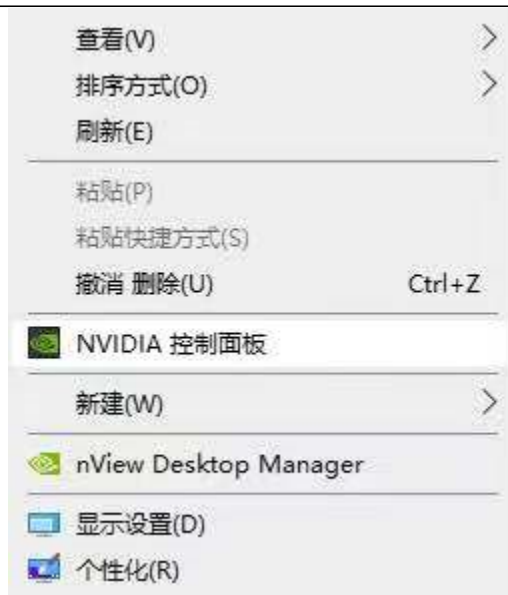 查看(V)
排序方式(O)
刷新(E)
粘贴(P)
粘贴快捷方式(S)
撤消 删除(U) Ctrl+Z
NVIDIA 控制面板
新建(W)
nView Desktop Manager
显示设置(D)
个性化(R)